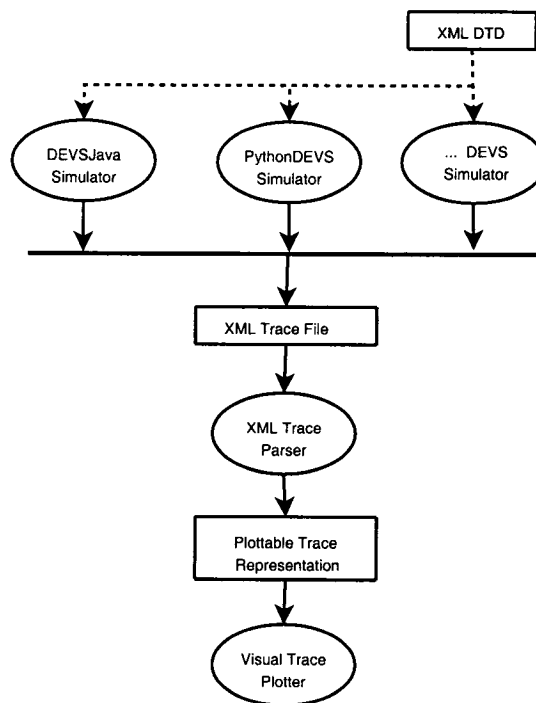 XML DTD
DEVSJava
Simulator
PythonDEVS
Simulator
... DEVS
Simulator
XML Trace File
XML Trace
Parser
Plottable Trace
Representation
Visual Trace
Plotter